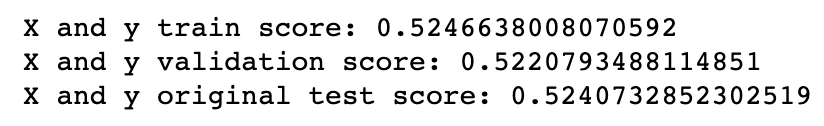 X and y train score: 0.5246638008070592
X and y validation score: 0.5220793488114851
X and y original test score: 0.5240732852302519